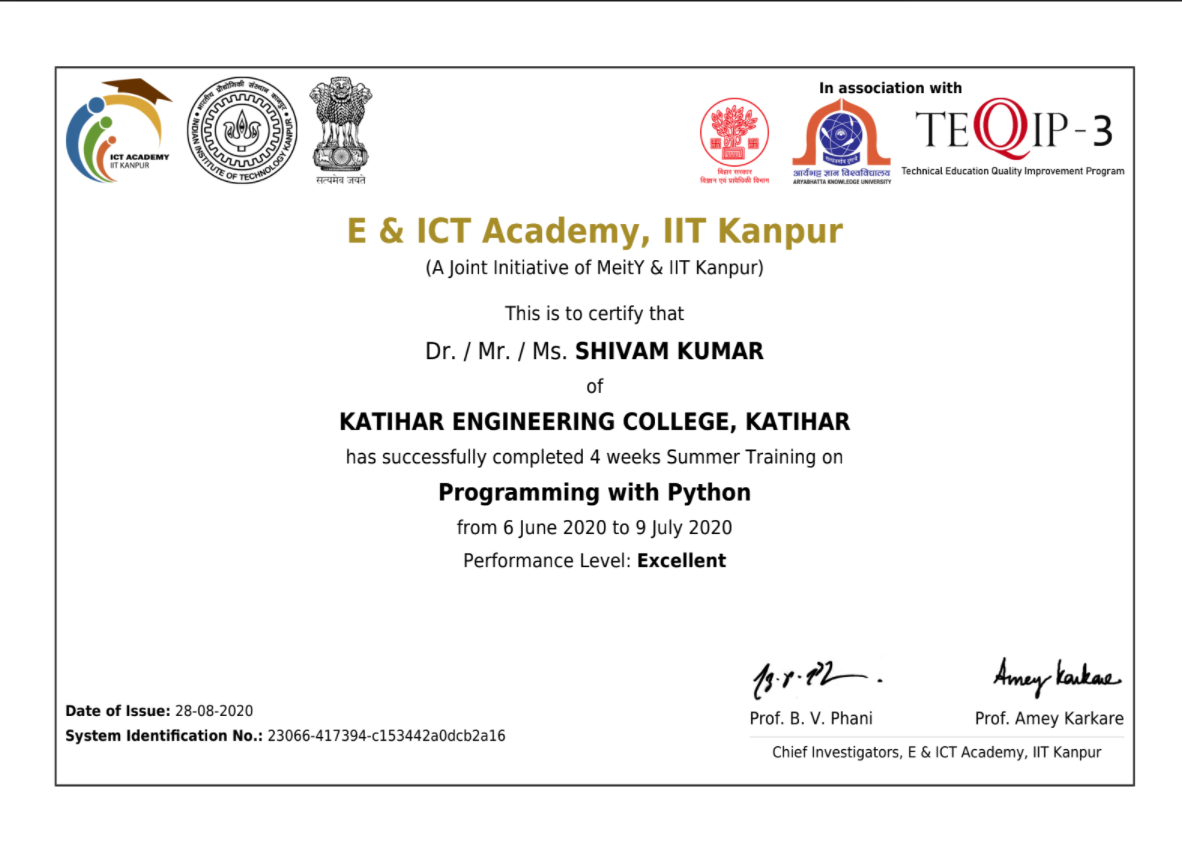 ICT ACADEMY
IIT KANPUR
भारतीय प्रौद्योगिकी संस्थान कानपुर
INDIAN INSTITUTE OF TECHNOLOGY KANPUR
सत्यमेव जयते
In association with
बिहार सरकार
विज्ञान एवं प्रावैधिकी विभाग
आर्यभट्ट ज्ञान विश्वविद्यालय
ARYABHATTA KNOWLEDGE UNIVERSITY
TEQIP-3
Technical Education Quality Improvement Program
E & ICT Academy, IIT Kanpur
(A Joint Initiative of MeitY & IIT Kanpur)
This is to certify that
Dr. / Mr. / Ms. SHIVAM KUMAR
of
KATIHAR ENGINEERING COLLEGE, KATIHAR
has successfully completed 4 weeks Summer Training on
Programming with Python
from 6 June 2020 to 9 July 2020
Performance Level: Excellent
Amey Karkare
Date of Issue: 28-08-2020
System Identification No.: 23066-417394-c153442a0dcb2a16
Prof. B. V. Phani
Prof. Amey Karkare
Chief Investigators, E & ICT Academy, IIT Kanpur